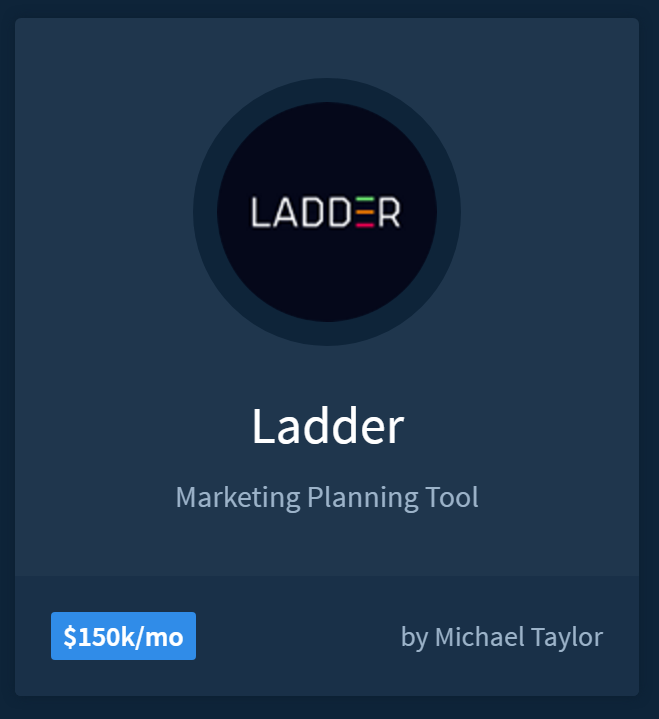 LADDER
Ladder
Marketing Planning Tool
$150k/mo
by Michael Taylor